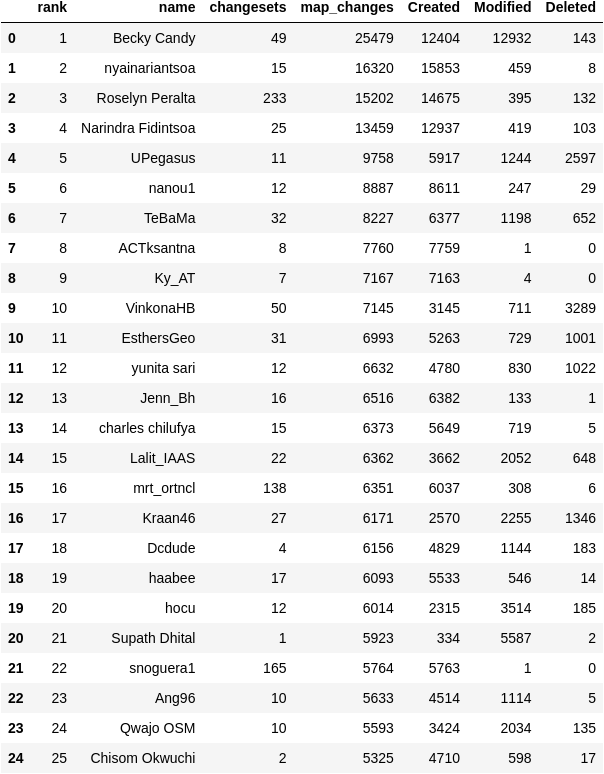 rank name changesets map_changes Created Modified Deleted
0 1 Becky Candy 49 25479 12404 12932 143
1 2 nyainariantsoa 15 16320 15853 459 8
2 3 Roselyn Peralta 233 15202 14675 395 132
3 4 Narindra Fidintsoa 25 13459 12937 419 103
4 5 UPegasus 11 9758 5917 1244 2597
5 6 nanou1 12 8887 8611 247 29
6 7 TeBaMa 32 8227 6377 1198 652
7 8 ACTksantna 8 7760 7759 1 0
8 9 Ky_AT 7 7167 7163 4 0
9 10 VinkonaHB 50 7145 3145 711 3289
10 11 EsthersGeo 31 6993 5263 729 1001
11 12 yunita sari 12 6632 4780 830 1022
12 13 Jenn_Bh 16 6516 6382 133 1
13 14 charles chilufya 15 6373 5649 719 5
14 15 Lalit_IAAS 22 6362 3662 2052 648
15 16 mrt_ortncl 138 6351 6037 308 6
16 17 Kraan46 27 6171 2570 2255 1346
17 18 Dcdude 4 6156 4829 1144 183
18 19 haabee 17 6093 5533 546 14
19 20 hocu 12 6014 2315 3514 185
20 21 Supath Dhital 1 5923 334 5587 2
21 22 snoguera1 165 5764 5763 1 0
22 23 Ang96 10 5633 4514 1114 5
23 24 Qwajo OSM 10 5593 3424 2034 135
24 25 Chisom Okwuchi 2 5325 4710 598 17